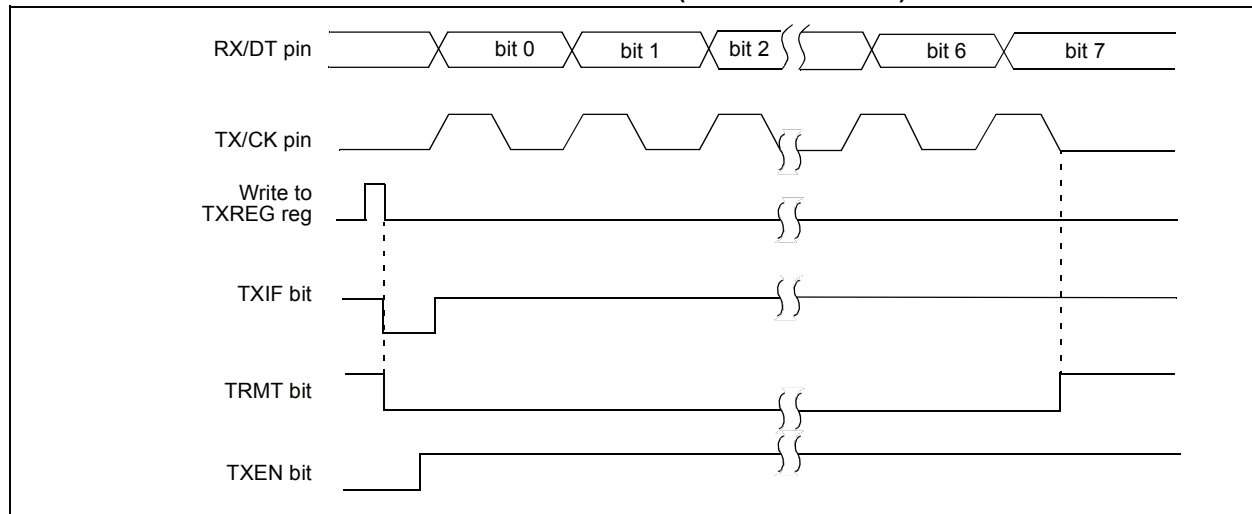 RX/DT pin
bit 0
bit 1
bit 2
bit 6
bit 7
TX/CK pin
Write to
TXREG reg
TXIF bit
TRMT bit
TXEN bit